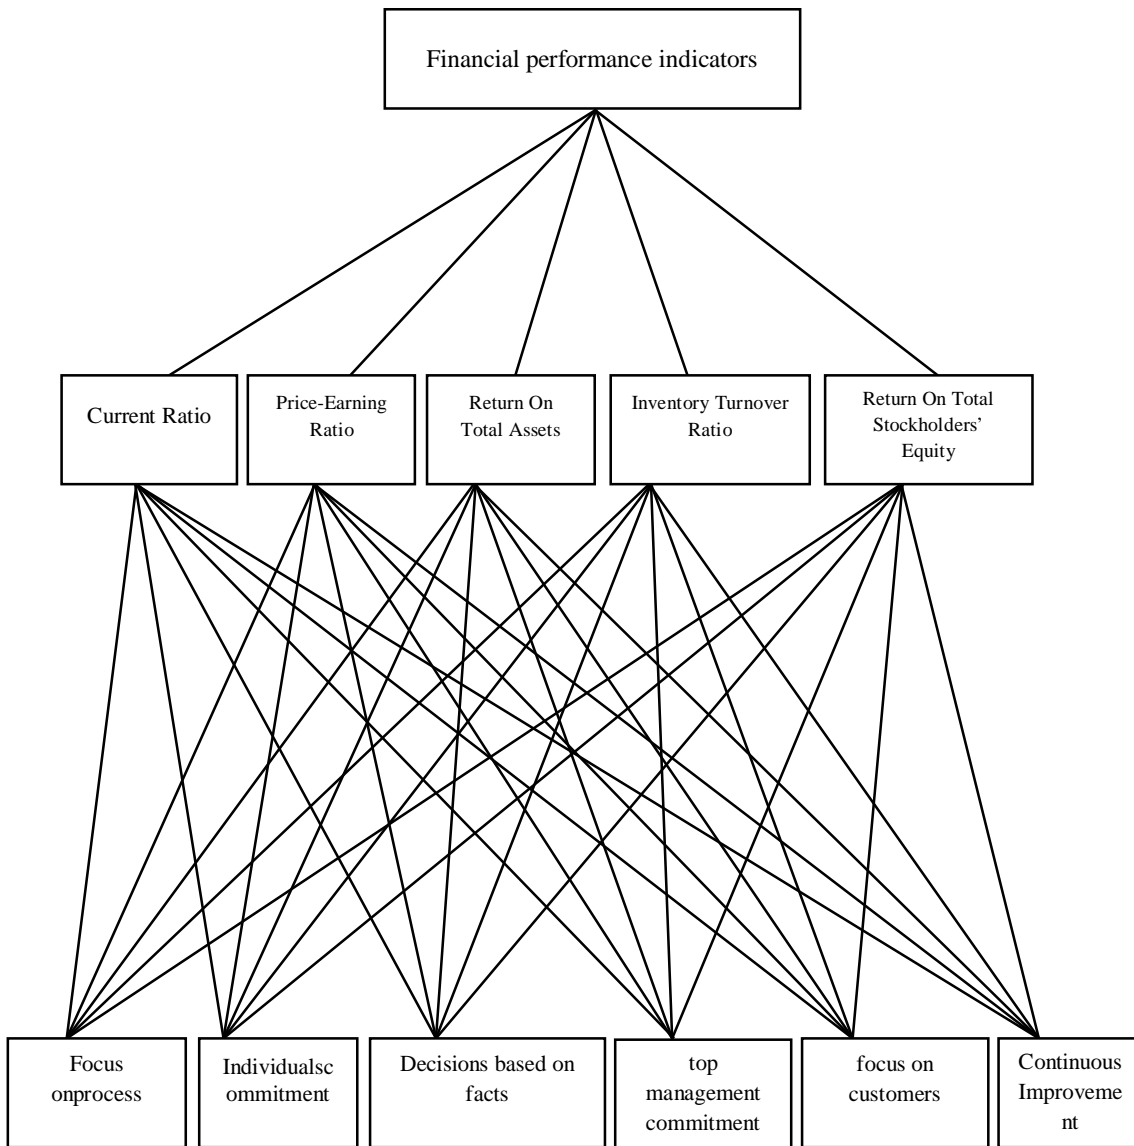 Financial performance indicators
Current Ratio
Price-Earning
Ratio
Return On
Total Assets
Inventory Turnover
Ratio
Return On Total
Stockholders’
Equity
Focus
onprocess
Individualsc
ommitment
Decisions based on
facts
top
management
commitment
focus on
customers
Continuous
Improveme
nt